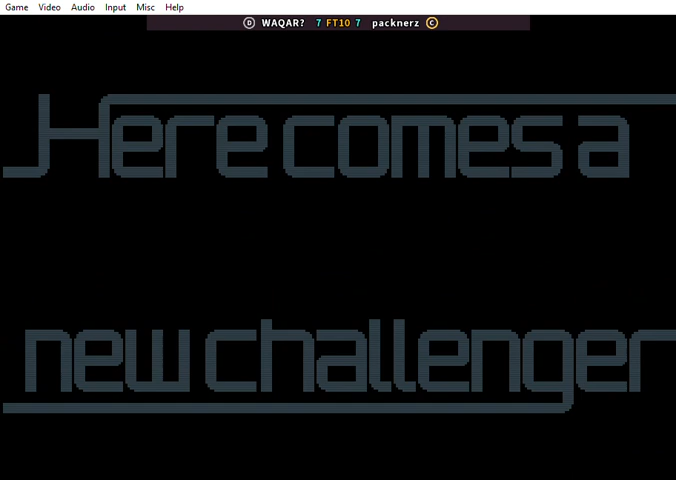 Game Video Audio Input Misc Help
D WAQAR? 7 FT10 7 packnerz C
Here comes a
new challenger